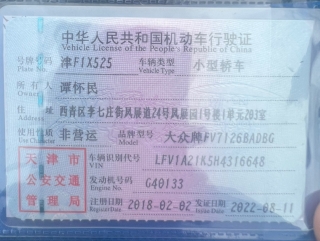 中华人民共和国机动车行驶证
Vehicle License of the People's Republic of China
号牌号码 津F1X525 车辆类型 小型轿车
Plate No. Vehicle Type
所有人 谭怀民
Owner
住址 西青区李七庄街凤展道24号凤展园1号楼1单元203室
Address
使用性质 非营运 品牌型号 大众牌FV7126BADBG
Use Character Model
天津市 车辆识别代号 LFV1A21K5H4316648
VIN
公安交通 发动机号码 G40133
Engine No.
管理局 注册日期 2018-02-02 发证日期 2022-08-11
Register Date Issue Date